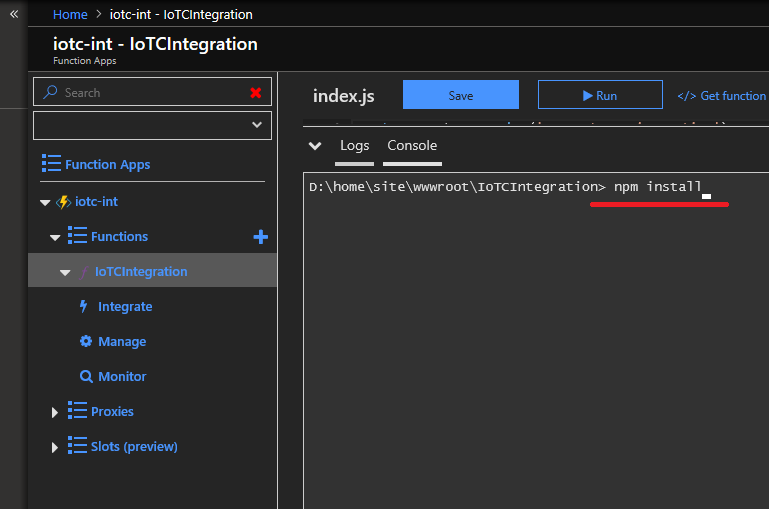 «
Home > iotc-int - IoTCIntegration
iotc-int - IoTCIntegration
Function Apps
Search
Function Apps
iotc-int
Functions
IoTCIntegration
Integrate
Manage
Monitor
Proxies
Slots (preview)
index.js Save Run </> Get function
Logs Console
D:\home\site\wwwroot\IoTCIntegration> npm install